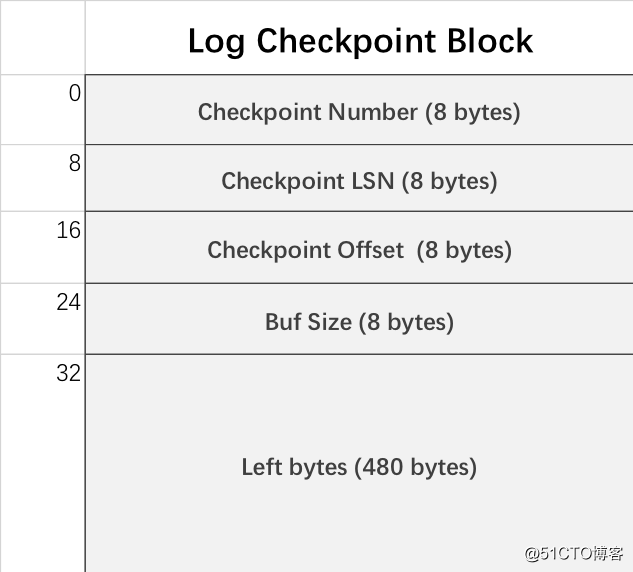 Log Checkpoint Block
0
Checkpoint Number (8 bytes)
8
Checkpoint LSN (8 bytes)
16
Checkpoint Offset (8 bytes)
24
Buf Size (8 bytes)
32
Left bytes (480 bytes)
@51CTO博客